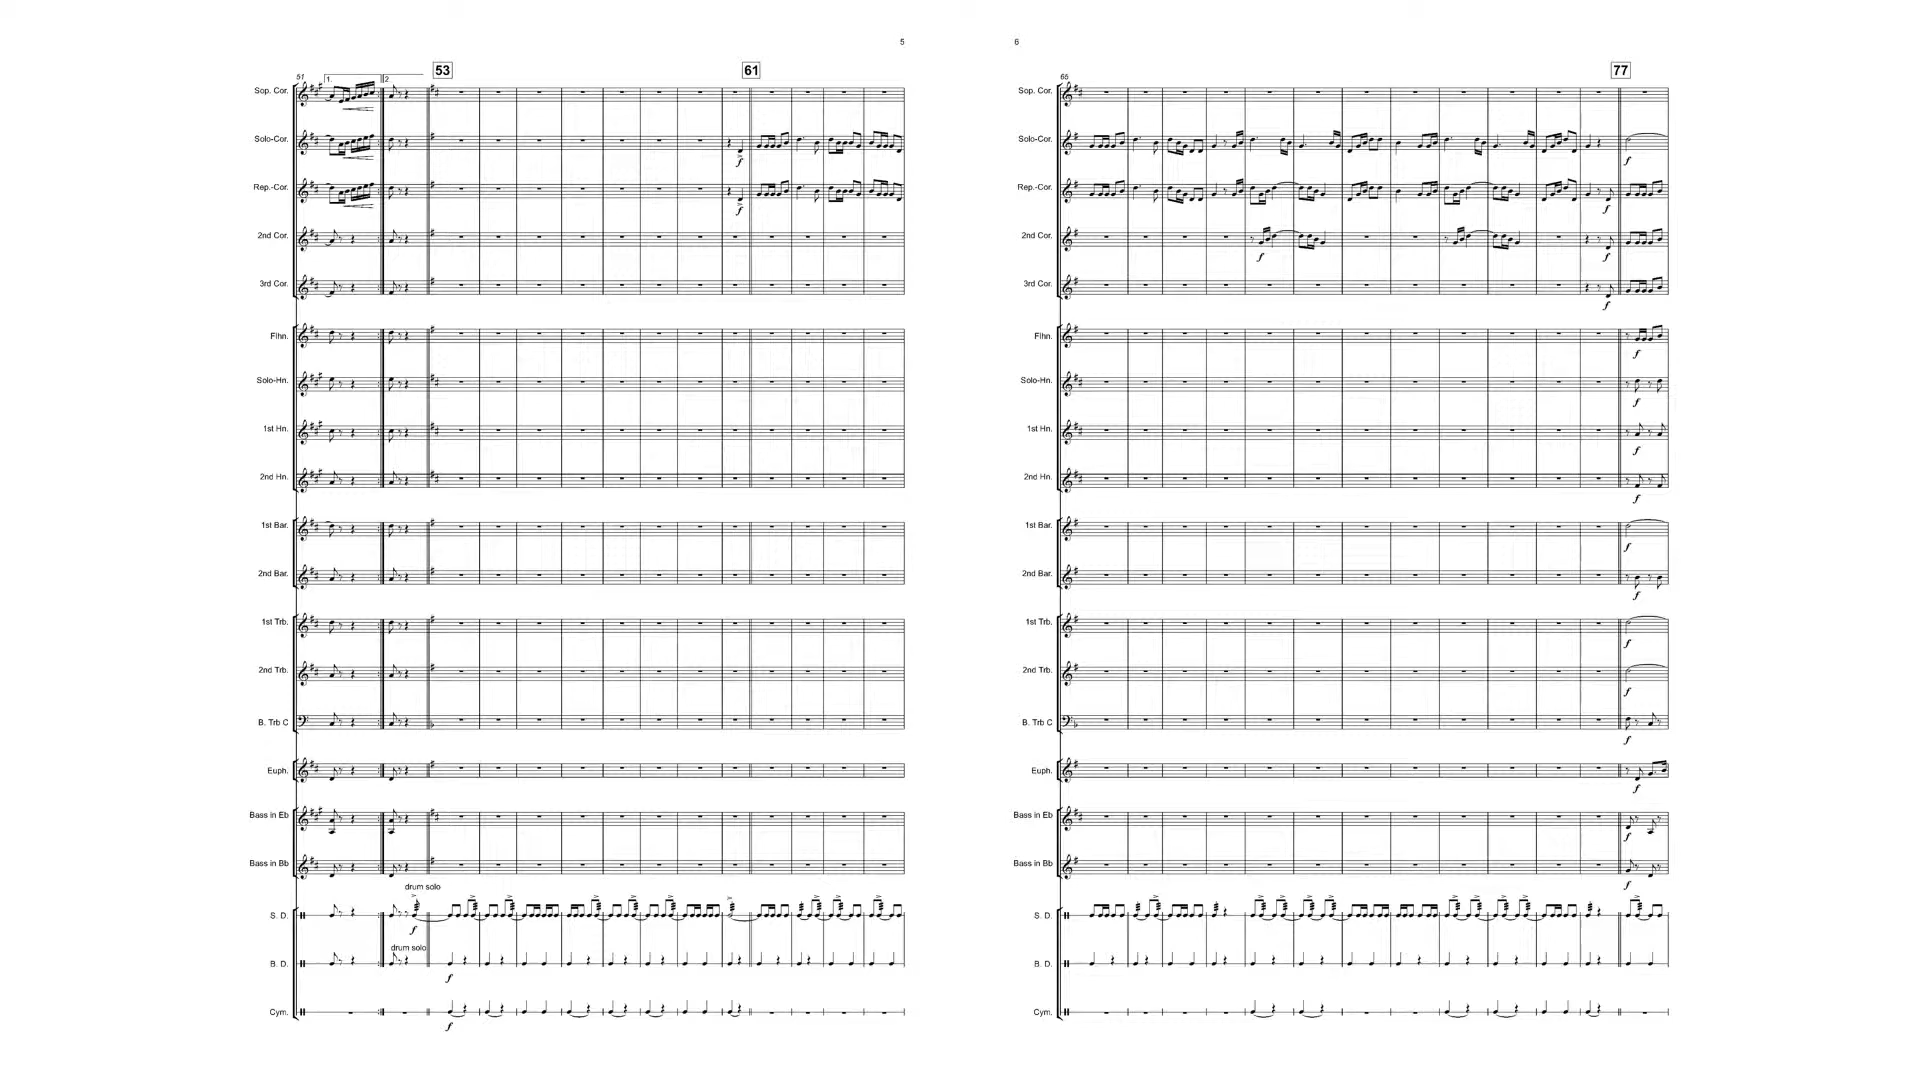 5
53
61
51
1.
2.
Sop. Cor.
Solo-Cor.
f
Rep.-Cor.
f
2nd Cor.
3rd Cor.
Flhn.
Solo-Hn.
1st Hn.
2nd Hn.
1st Bar.
2nd Bar.
1st Trb.
2nd Trb.
B. Trb C
Euph.
Bass in Eb
Bass in Bb
drum solo
S. D.
f
drum solo
B. D.
f
Cym.
f
6
77
65
Sop. Cor.
Solo-Cor.
f
Rep.-Cor.
f
2nd Cor.
f f
3rd Cor.
f
Flhn.
f
Solo-Hn.
f
1st Hn.
f
2nd Hn.
f
1st Bar.
f
2nd Bar.
f
1st Trb.
f
2nd Trb.
f
B. Trb C
f
Euph.
f
Bass in Eb
f
Bass in Bb
f
S. D.
B. D.
Cym.